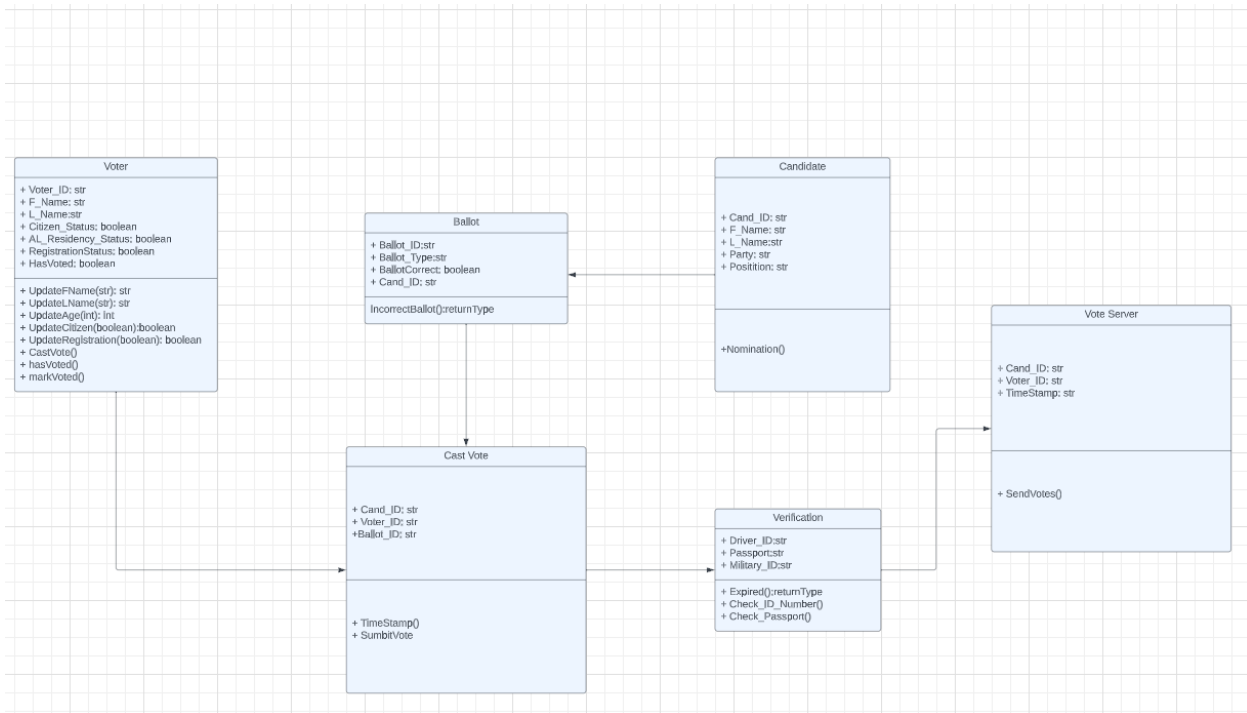 Voter
+ Voter_ID: str
+ F_Name: str
+ L_Name:str
+ Citizen_Status: boolean
+ AL_Residency_Status: boolean
+ RegistrationStatus: boolean
+ HasVoted: boolean
+ UpdateFName(str): str
+ UpdateLName(str): str
+ UpdateAge(int): int
+ UpdateCitizen(boolean):boolean
+ UpdateRegistration(boolean): boolean
+ CastVote()
+ hasVoted()
+ markVoted()
Ballot
+ Ballot_ID:str
+ Ballot_Type:str
+ BallotCorrect: boolean
+ Cand_ID: str
IncorrectBallot():returnType
Candidate
+ Cand_ID: str
+ F_Name: str
+ L_Name:str
+ Party: str
+ Positition: str
+Nomination()
Vote Server
+ Cand_ID: str
+ Voter_ID: str
+ TimeStamp: str
+ SendVotes()
Cast Vote
+ Cand_ID: str
+ Voter_ID: str
+Ballot_ID: str
+ TimeStamp()
+ SumbitVote
Verification
+ Driver_ID:str
+ Passport:str
+ Military_ID:str
+ Expired():returnType
+ Check_ID_Number()
+ Check_Passport()